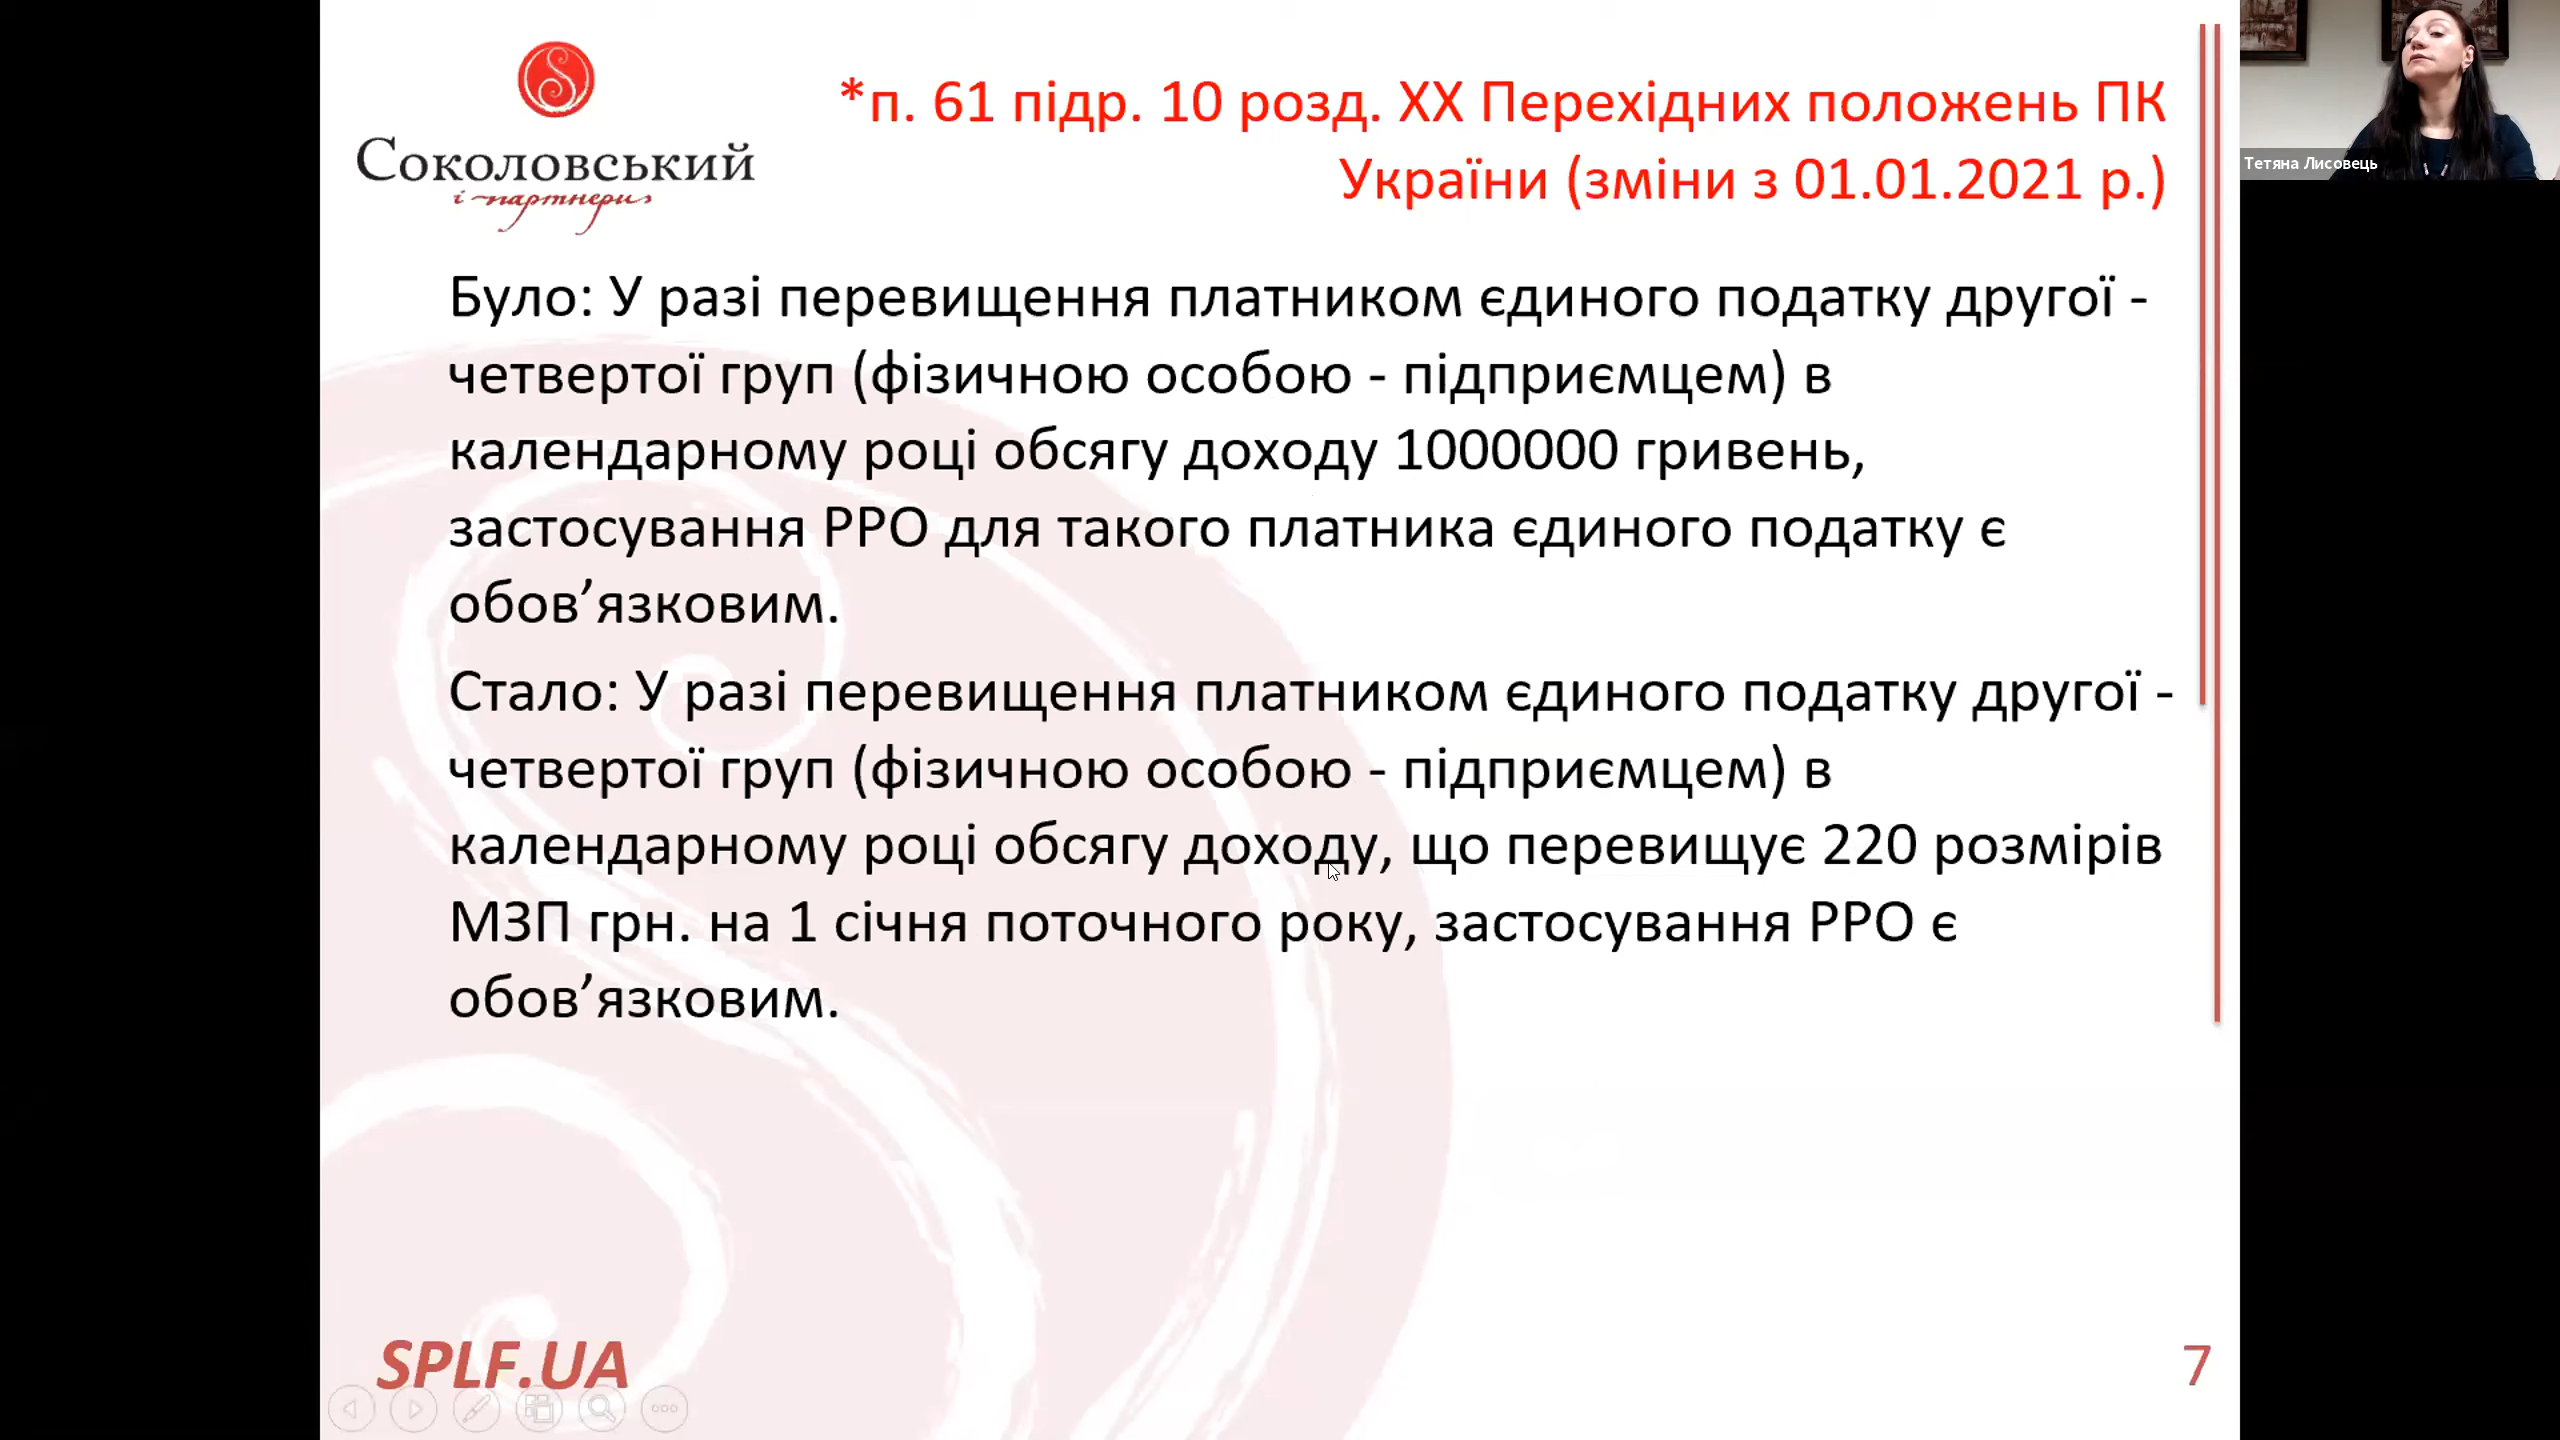 Соколовський
і партнери
*п. 61 підр. 10 розд. ХХ Перехідних положень ПК
України (зміни з 01.01.2021 р.)
Тетяна Лисовець
Було: У разі перевищення платником єдиного податку другої -
четвертої груп (фізичною особою - підприємцем) в
календарному році обсягу доходу 1000000 гривень,
застосування РРО для такого платника єдиного податку є
обов’язковим.
Стало: У разі перевищення платником єдиного податку другої -
четвертої груп (фізичною особою - підприємцем) в
календарному році обсягу доходу, що перевищує 220 розмірів
МЗП грн. на 1 січня поточного року, застосування РРО є
обов’язковим.
SPLF.UA
7